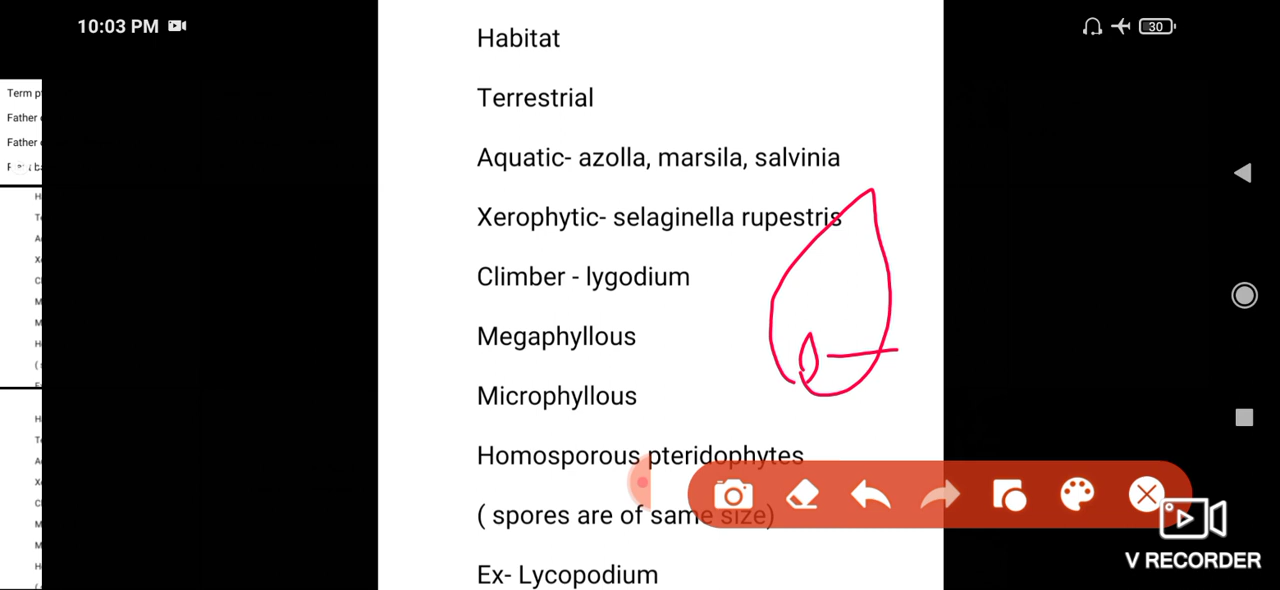 10:03 PM
30
Habitat
Terrestrial
Aquatic- azolla, marsila, salvinia
Xerophytic- selaginella rupestris
Climber - lygodium
Megaphyllous
Microphyllous
Homosporous pteridophytes
( spores are of same size)
Ex- Lycopodium
Term p
Father
Father
V RECORDER